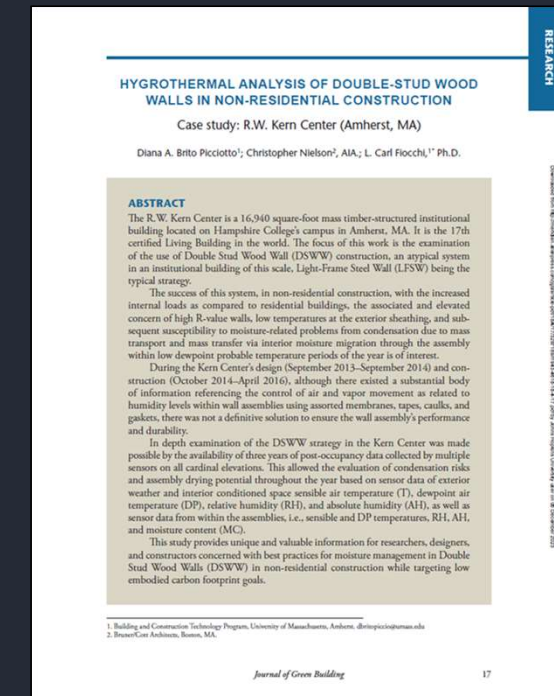 RESEARCH
HYGROTHERMAL ANALYSIS OF DOUBLE-STUD WOOD
WALLS IN NON-RESIDENTIAL CONSTRUCTION
Case study: R.W. Kern Center (Amherst, MA)
Diana A. Brito Picciotto¹; Christopher Nielson², AIA.; L. Carl Fiocchi,¹* Ph.D.
ABSTRACT
The R.W. Kern Center is a 16,940 square-foot mass timber-structured institutional
building located on Hampshire College's campus in Amherst, MA. It is the 17th
certified Living Building in the world. The focus of this work is the examination
of the use of Double Stud Wood Wall (DSWW) construction, an atypical system
in an institutional building of this scale, Light-Frame Steel Wall (LFSW) being the
typical strategy.
The success of this system, in non-residential construction, with the increased
internal loads as compared to residential buildings, the associated and elevated
concern of high R-value walls, low temperatures at the exterior sheathing, and sub-
sequent susceptibility to moisture-related problems from condensation due to mass
transport and mass transfer via interior moisture migration through the assembly
within low dewpoint probable temperature periods of the year is of interest.
During the Kern Center's design (September 2013–September 2014) and con-
struction (October 2014–April 2016), although there existed a substantial body
of information referencing the control of air and vapor movement as related to
humidity levels within wall assemblies using assorted membranes, tapes, caulks, and
gaskets, there was not a definitive solution to ensure the wall assembly's performance
and durability.
In depth examination of the DSWW strategy in the Kern Center was made
possible by the availability of three years of post-occupancy data collected by multiple
sensors on all cardinal elevations. This allowed the evaluation of condensation risks
and assembly drying potential throughout the year based on sensor data of exterior
weather and interior conditioned space sensible air temperature (T), dewpoint air
temperature (DP), relative humidity (RH), and absolute humidity (AH), as well as
sensor data from within the assemblies, i.e., sensible and DP temperatures, RH, AH,
and moisture content (MC).
This study provides unique and valuable information for researchers, designers,
and constructors concerned with best practices for moisture management in Double
Stud Wood Walls (DSWW) in non-residential construction while targeting low
embodied carbon footprint goals.
1. Building and Construction Technology Program, University of Massachusetts, Amherst.
2. Bruner/Cott Architects, Boston, MA.
Journal of Green Building
17